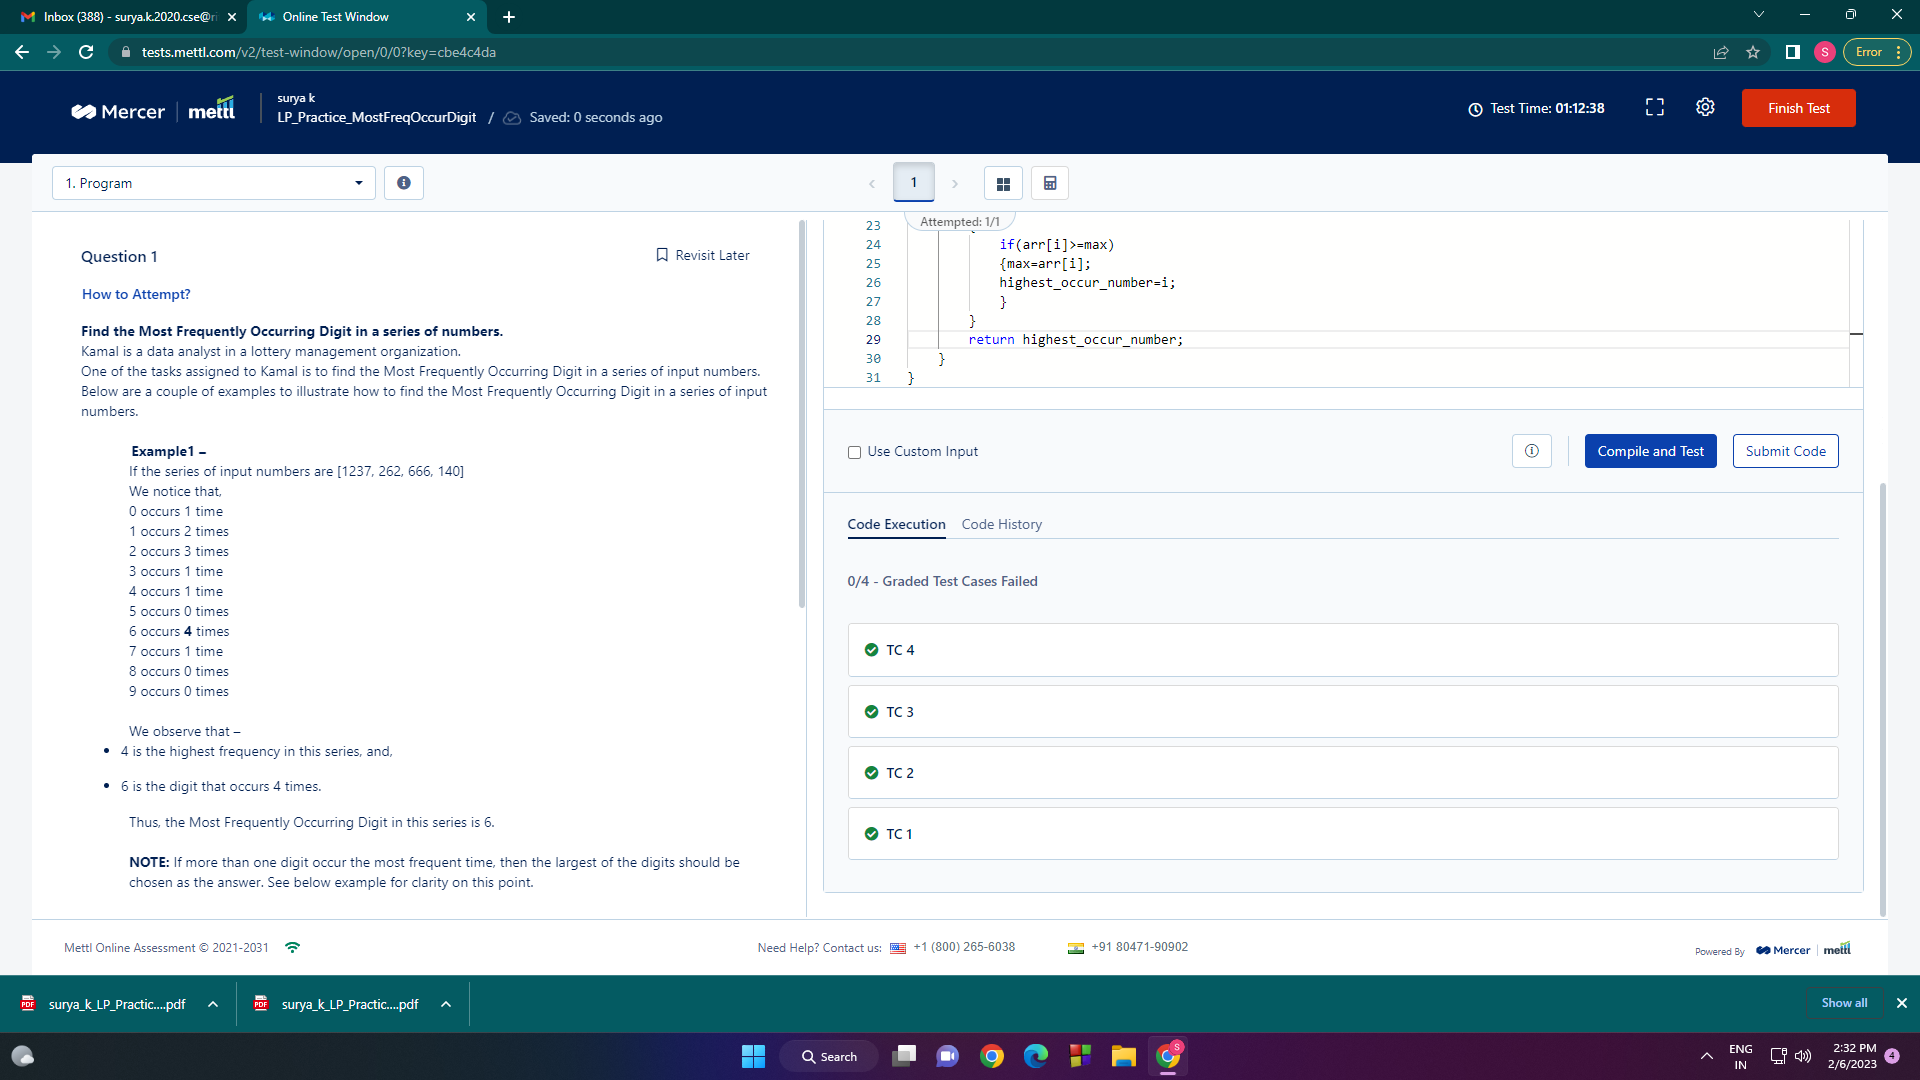 Inbox (388) - surya.k.2020.cse@ri
Online Test Window
tests.mettl.com/v2/test-window/open/0/0?key=cbe4c4da
S
Error
Mercer | mettl
surya k
LP_Practice_MostFreqOccurDigit / Saved: 0 seconds ago
Test Time: 01:12:38
Finish Test
1. Program
1
Attempted: 1/1
Question 1
Revisit Later
How to Attempt?
Find the Most Frequently Occurring Digit in a series of numbers.
Kamal is a data analyst in a lottery management organization.
One of the tasks assigned to Kamal is to find the Most Frequently Occurring Digit in a series of input numbers.
Below are a couple of examples to illustrate how to find the Most Frequently Occurring Digit in a series of input
numbers.
Example1 –
If the series of input numbers are [1237, 262, 666, 140]
We notice that,
0 occurs 1 time
1 occurs 2 times
2 occurs 3 times
3 occurs 1 time
4 occurs 1 time
5 occurs 0 times
6 occurs 4 times
7 occurs 1 time
8 occurs 0 times
9 occurs 0 times
We observe that –
• 4 is the highest frequency in this series, and,
• 6 is the digit that occurs 4 times.
Thus, the Most Frequently Occurring Digit in this series is 6.
NOTE: If more than one digit occur the most frequent time, then the largest of the digits should be
chosen as the answer. See below example for clarity on this point.
23 {
24 if(arr[i]>=max)
25 {max=arr[i];
26 highest_occur_number=i;
27 }
28 }
29 return highest_occur_number;
30 }
31 }
Use Custom Input
Compile and Test
Submit Code
Code Execution
Code History
0/4 - Graded Test Cases Failed
TC 4
TC 3
TC 2
TC 1
Mettl Online Assessment © 2021-2031
Need Help? Contact us: +1 (800) 265-6038
+91 80471-90902
Powered By Mercer | mettl
surya_k_LP_Practic....pdf
surya_k_LP_Practic....pdf
Show all
Search
S
ENG
IN
2:32 PM
2/6/2023
4